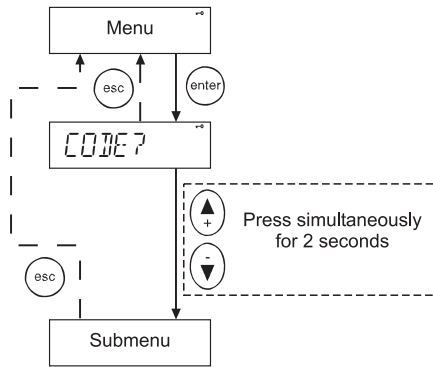 Menu
esc
enter
CODE?
+
Press simultaneously
for 2 seconds
-
esc
Submenu